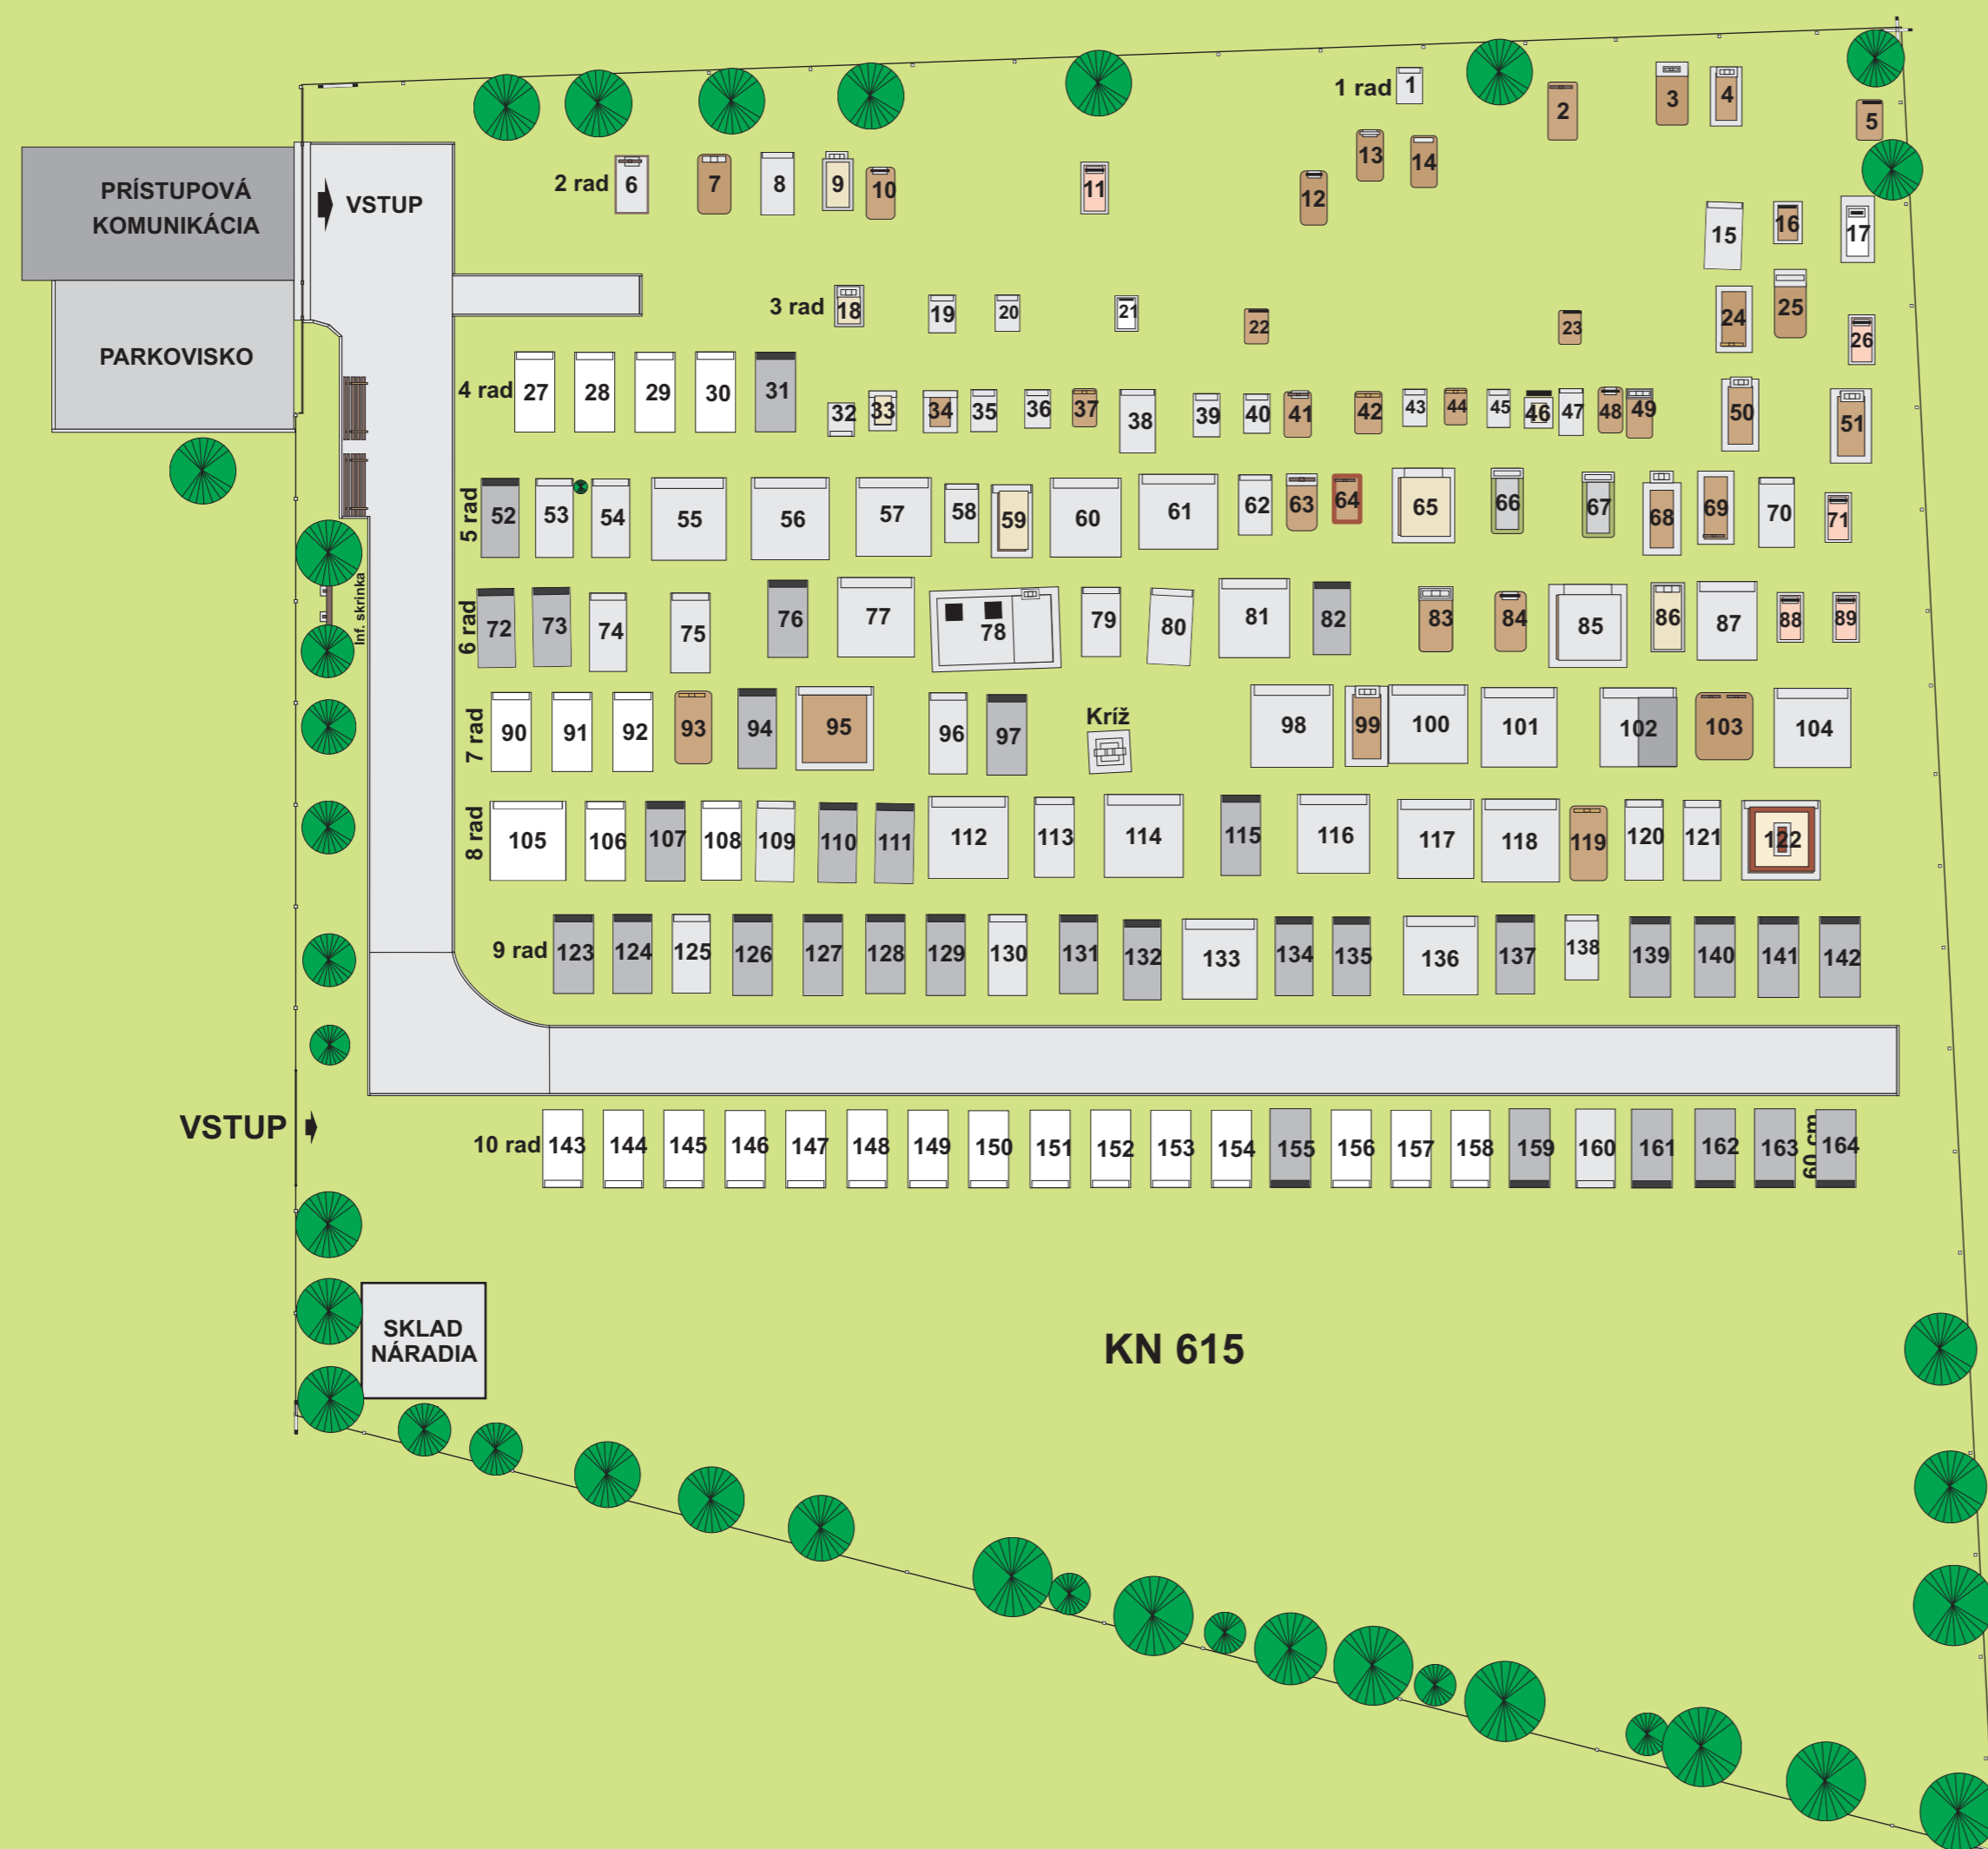 1 rad 1 2 3 4 5
PRÍSTUPOVÁ
KOMUNIKÁCIA
VSTUP
2 rad 6 7 8 9 10 11 12 13 14
15 16 17
3 rad 18 19 20 21 22 23 24 25 26
PARKOVISKO
4 rad 27 28 29 30 31 32 33 34 35 36 37 38 39 40 41 42 43 44 45 46 47 48 49 50 51
5 rad 52 53 54 55 56 57 58 59 60 61 62 63 64 65 66 67 68 69 70 71
Inf. skrinka
6 rad 72 73 74 75 76 77 78 79 80 81 82 83 84 85 86 87 88 89
7 rad 90 91 92 93 94 95 96 97 Kríž 98 99 100 101 102 103 104
8 rad 105 106 107 108 109 110 111 112 113 114 115 116 117 118 119 120 121 122
9 rad 123 124 125 126 127 128 129 130 131 132 133 134 135 136 137 138 139 140 141 142
VSTUP
10 rad 143 144 145 146 147 148 149 150 151 152 153 154 155 156 157 158 159 160 161 162 163 60 cm 164
SKLAD
NÁRADIA
KN 615